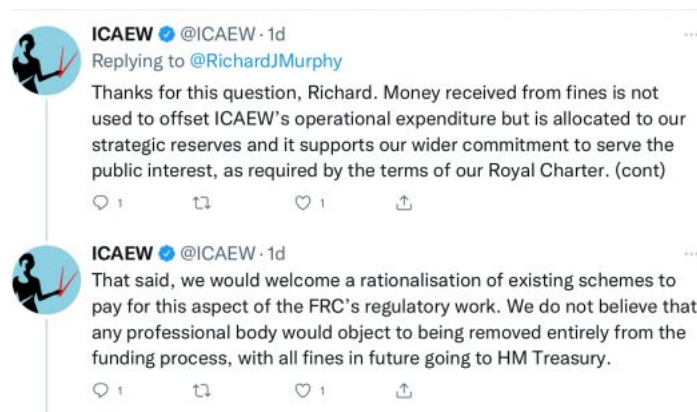 ICAEW @ICAEW · 1d
Replying to @RichardJMurphy
Thanks for this question, Richard. Money received from fines is not
used to offset ICAEW's operational expenditure but is allocated to our
strategic reserves and it supports our wider commitment to serve the
public interest, as required by the terms of our Royal Charter. (cont)
1 1
ICAEW @ICAEW · 1d
That said, we would welcome a rationalisation of existing schemes to
pay for this aspect of the FRC's regulatory work. We do not believe that
any professional body would object to being removed entirely from the
funding process, with all fines in future going to HM Treasury.
1 1